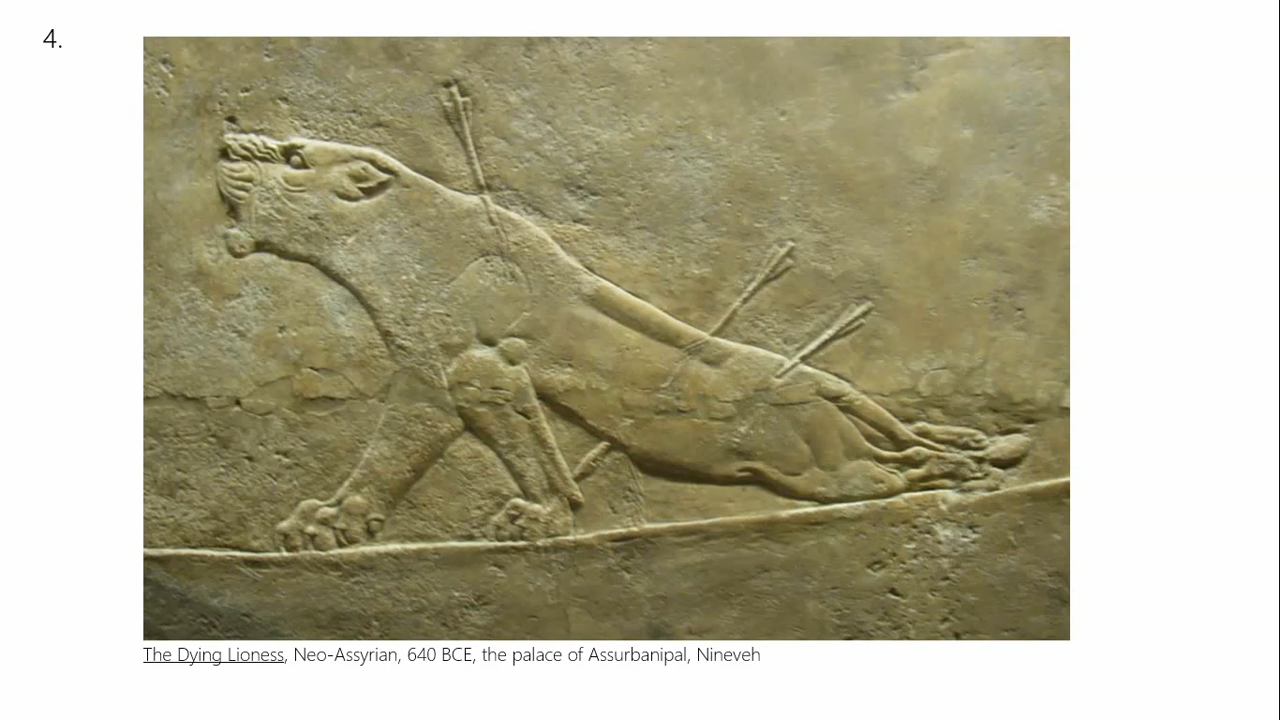 4.
The Dying Lioness, Neo-Assyrian, 640 BCE, the palace of Assurbanipal, Nineveh